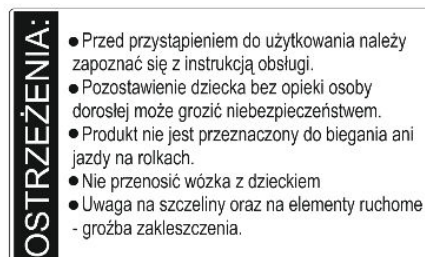 OSTRZEŻENIA:
● Przed przystąpieniem do użytkowania należy
zapoznać się z instrukcją obsługi.
● Pozostawienie dziecka bez opieki osoby
dorosłej może grozić niebezpieczeństwem.
● Produkt nie jest przeznaczony do biegania ani
jazdy na rolkach.
● Nie przenosić wózka z dzieckiem
● Uwaga na szczeliny oraz na elementy ruchome
- groźba zakleszczenia.